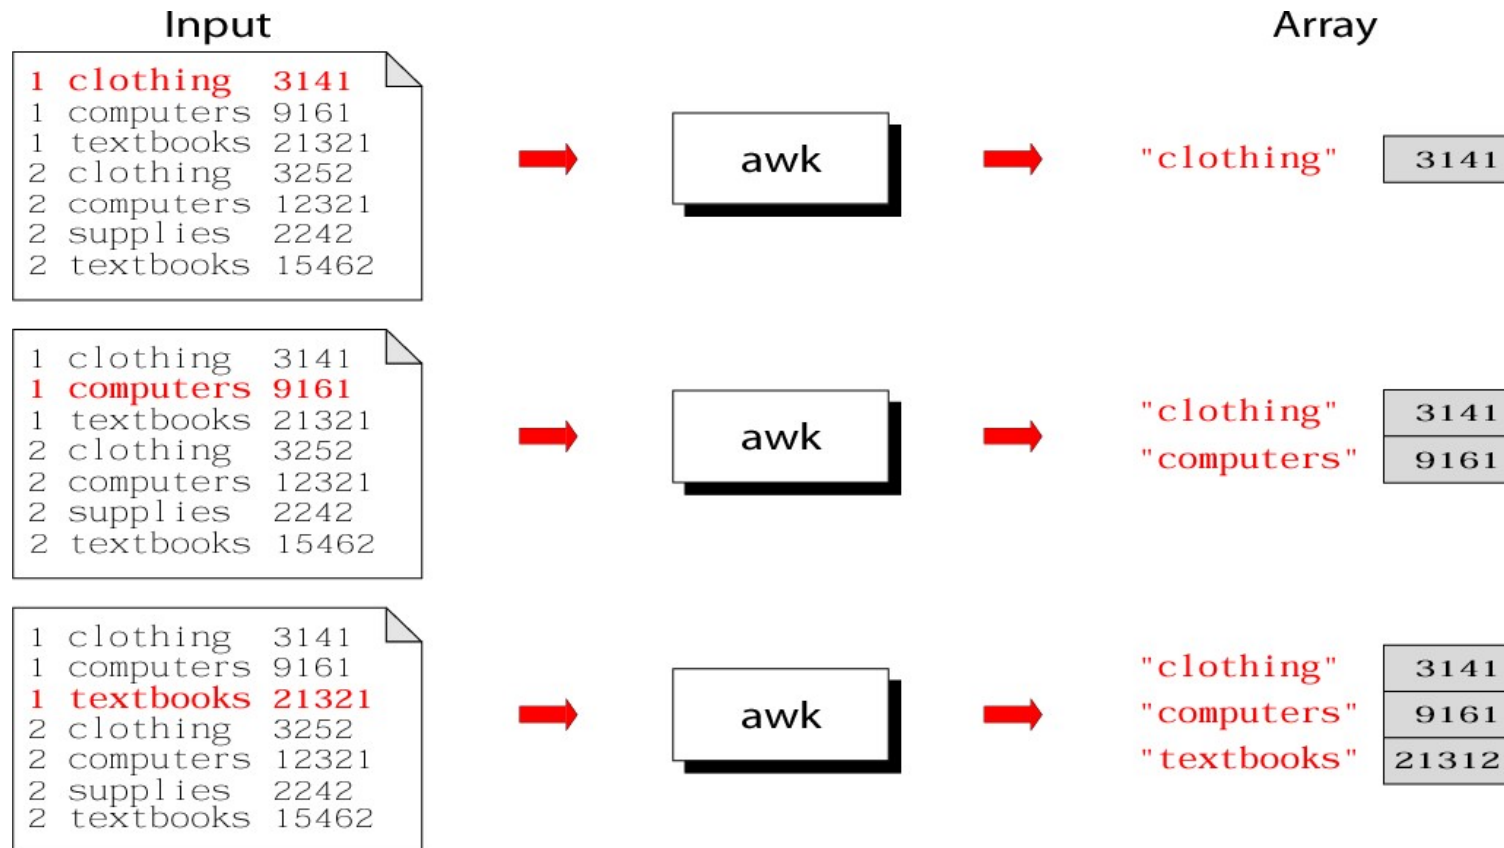 Input
Array
1 clothing 3141
1 computers 9161
1 textbooks 21321
2 clothing 3252
2 computers 12321
2 supplies 2242
2 textbooks 15462
awk
"clothing" 3141
1 clothing 3141
1 computers 9161
1 textbooks 21321
2 clothing 3252
2 computers 12321
2 supplies 2242
2 textbooks 15462
awk
"clothing" 3141
"computers" 9161
1 clothing 3141
1 computers 9161
1 textbooks 21321
2 clothing 3252
2 computers 12321
2 supplies 2242
2 textbooks 15462
awk
"clothing" 3141
"computers" 9161
"textbooks" 21312